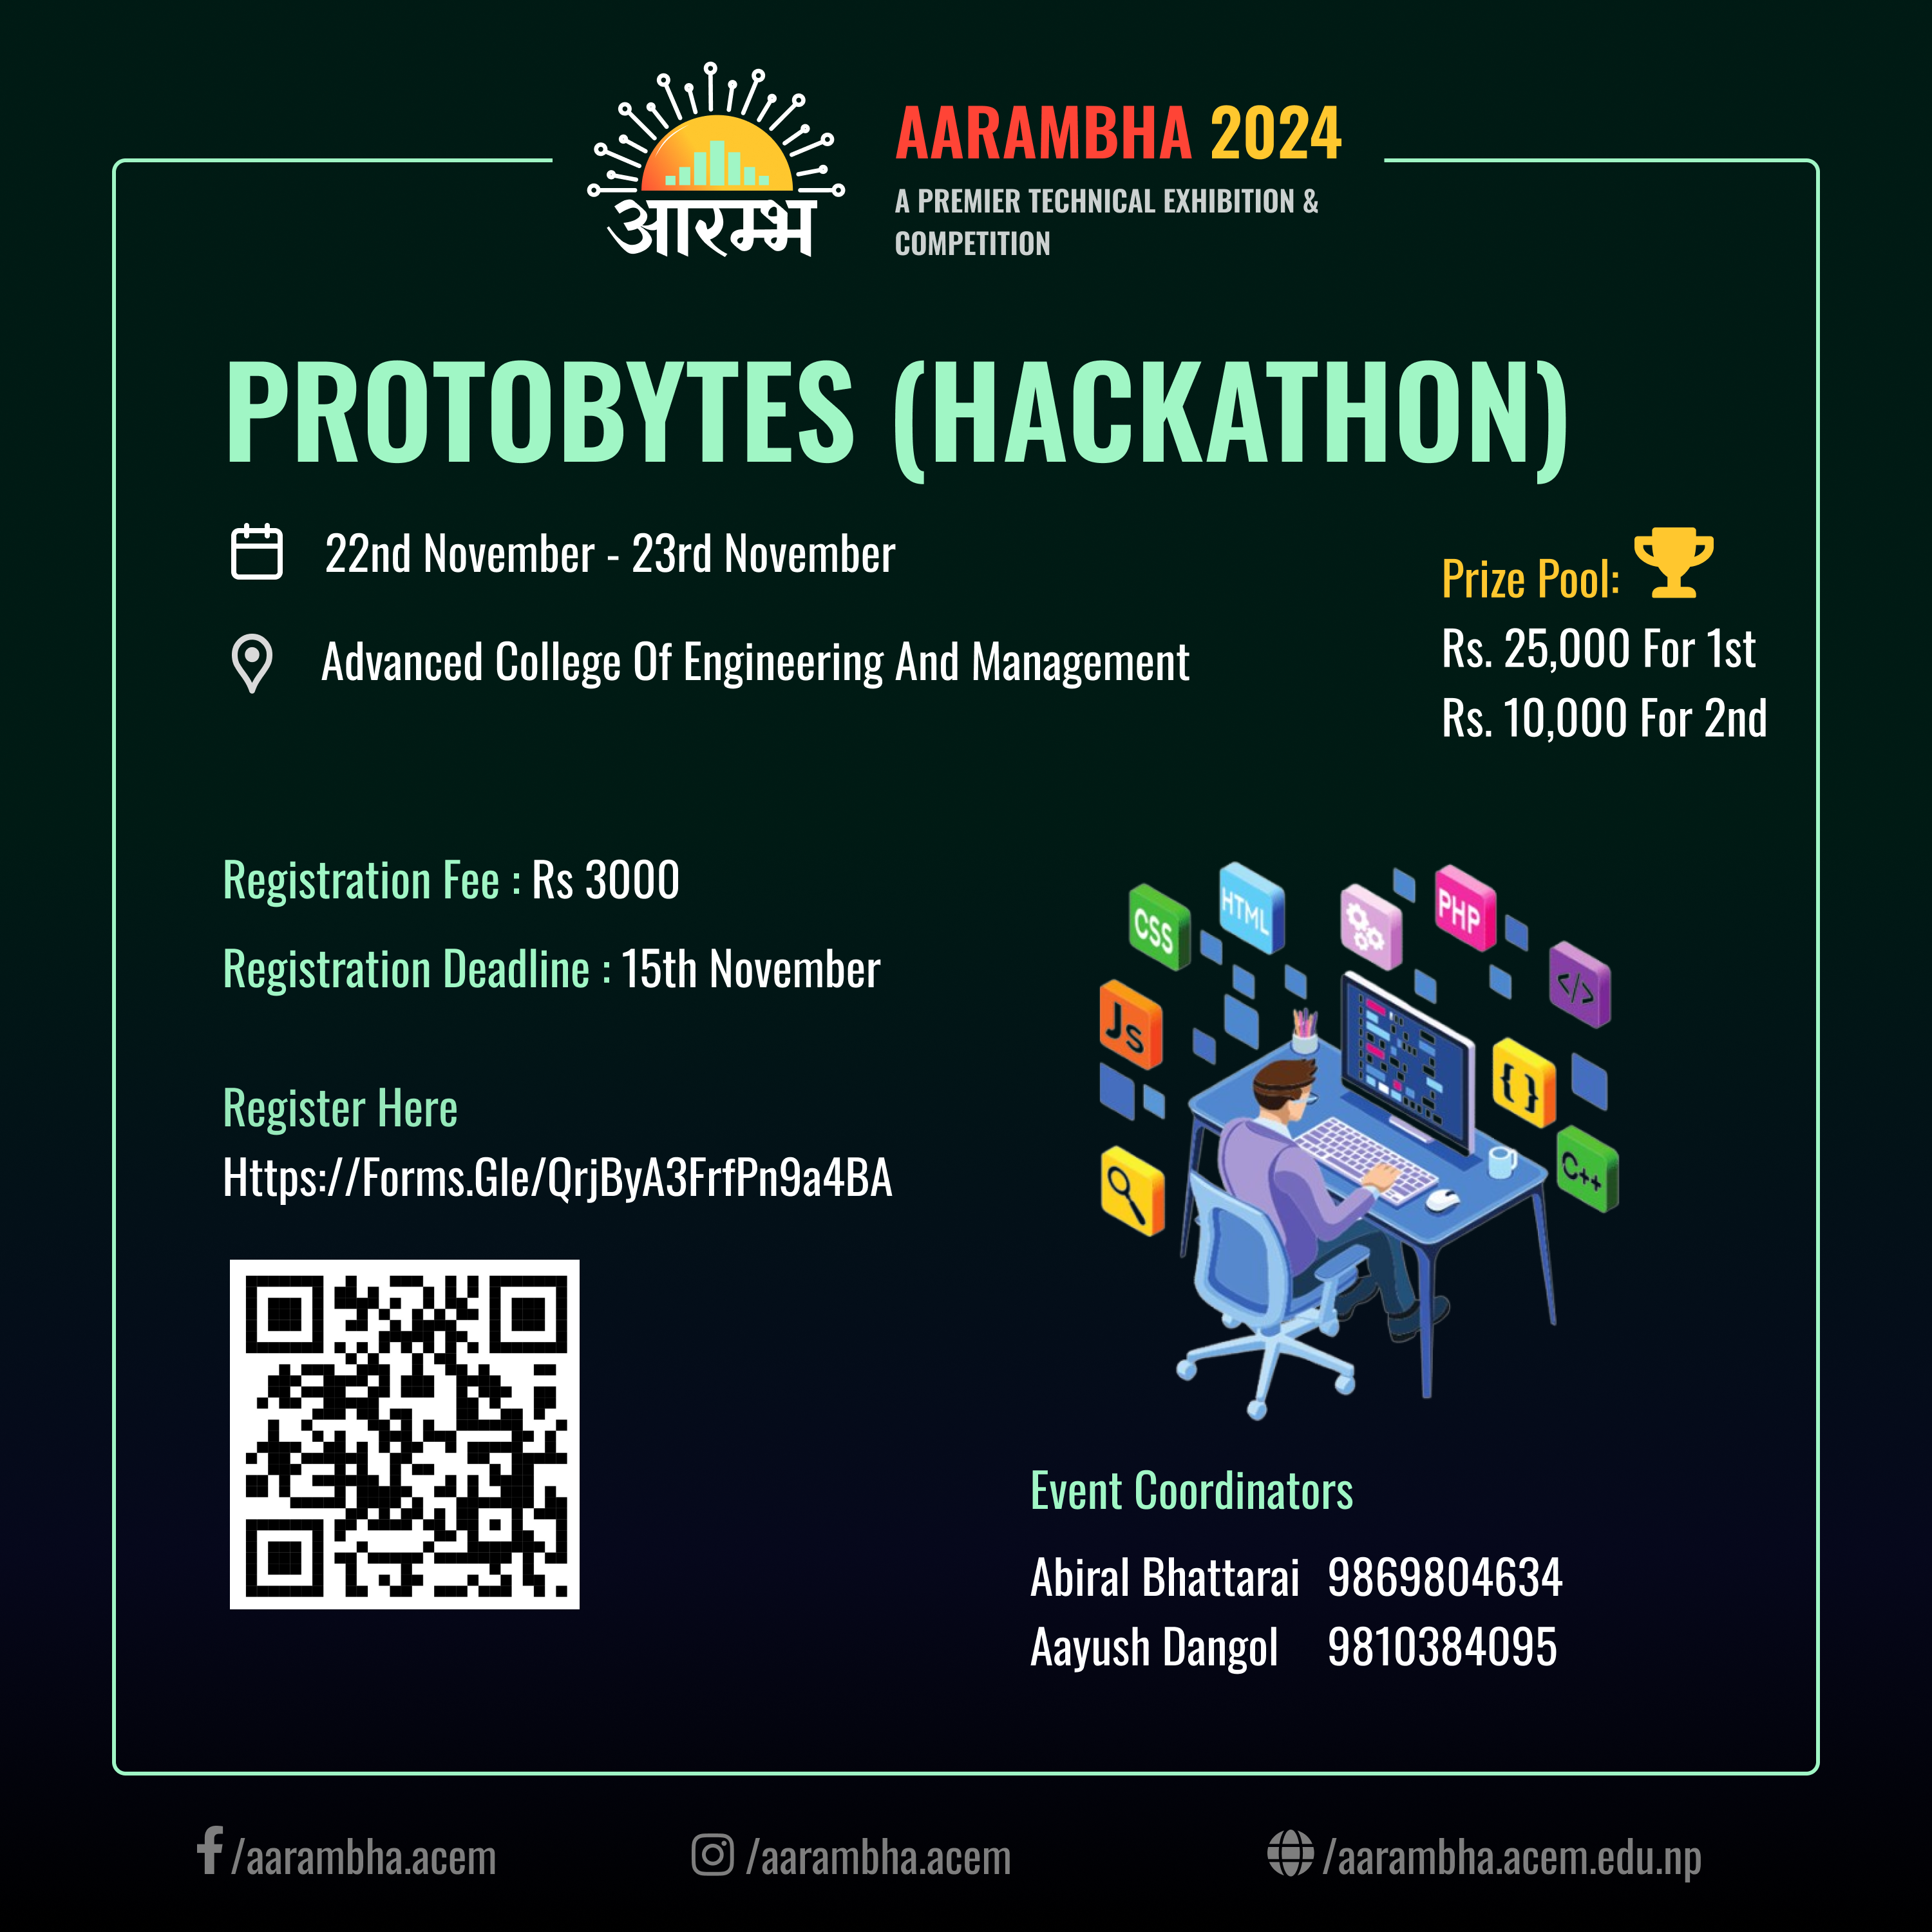 आरम्भ
AARAMBHA 2024
A PREMIER TECHNICAL EXHIBITION &
COMPETITION
PROTOBYTES (HACKATHON)
22nd November - 23rd November
Advanced College Of Engineering And Management
Prize Pool:
Rs. 25,000 For 1st
Rs. 10,000 For 2nd
Registration Fee : Rs 3000
Registration Deadline : 15th November
Register Here
Https://Forms.Gle/QrjByA3FrfPn9a4BA
CSS
HTML
PHP
</>
JS
{ }
C++
Event Coordinators
Abiral Bhattarai 9869804634
Aayush Dangol 9810384095
/aarambha.acem
/aarambha.acem
/aarambha.acem.edu.np